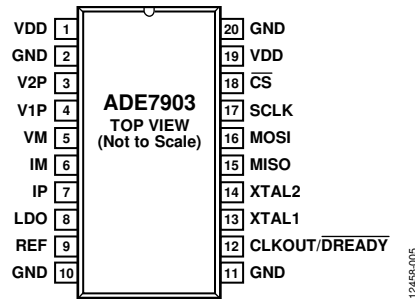 VDD 1
GND 2
V2P 3
V1P 4
VM 5
IM 6
IP 7
LDO 8
REF 9
GND 10
ADE7903
TOP VIEW
(Not to Scale)
20 GND
19 VDD
18 CS
17 SCLK
16 MOSI
15 MISO
14 XTAL2
13 XTAL1
12 CLKOUT/DREADY
11 GND
12458-005